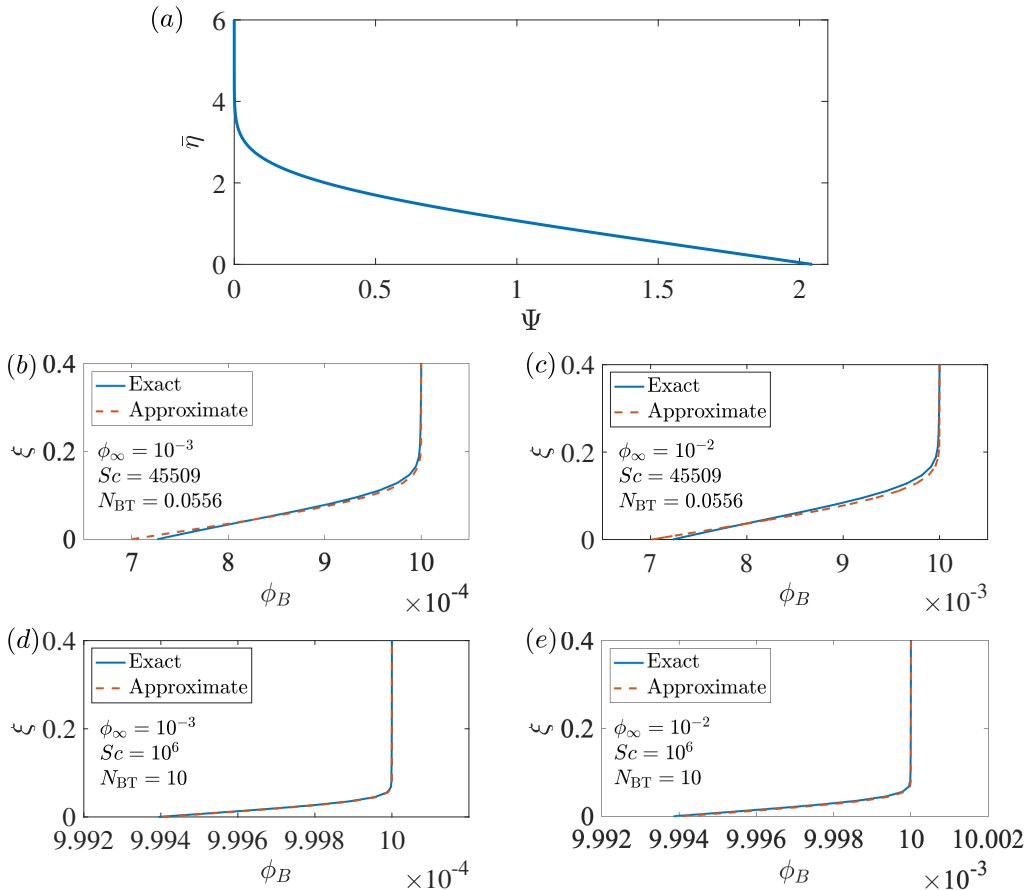 (a)
6
4
2
0
η̄
0 0.5 1 1.5 2
Ψ
(b)
0.4
0.2
0
ξ
Exact
Approximate
ϕ∞ = 10⁻³
Sc = 45509
N_BT = 0.0556
7 8 9 10
ϕ_B
×10⁻⁴
(c)
0.4
0.2
0
ξ
Exact
Approximate
ϕ∞ = 10⁻²
Sc = 45509
N_BT = 0.0556
7 8 9 10
ϕ_B
×10⁻³
(d)
0.4
0.2
0
ξ
Exact
Approximate
ϕ∞ = 10⁻³
Sc = 10⁶
N_BT = 10
9.992 9.994 9.996 9.998 10
ϕ_B
×10⁻⁴
(e)
0.4
0.2
0
ξ
Exact
Approximate
ϕ∞ = 10⁻²
Sc = 10⁶
N_BT = 10
9.992 9.994 9.996 9.998 10 10.002
ϕ_B
×10⁻³